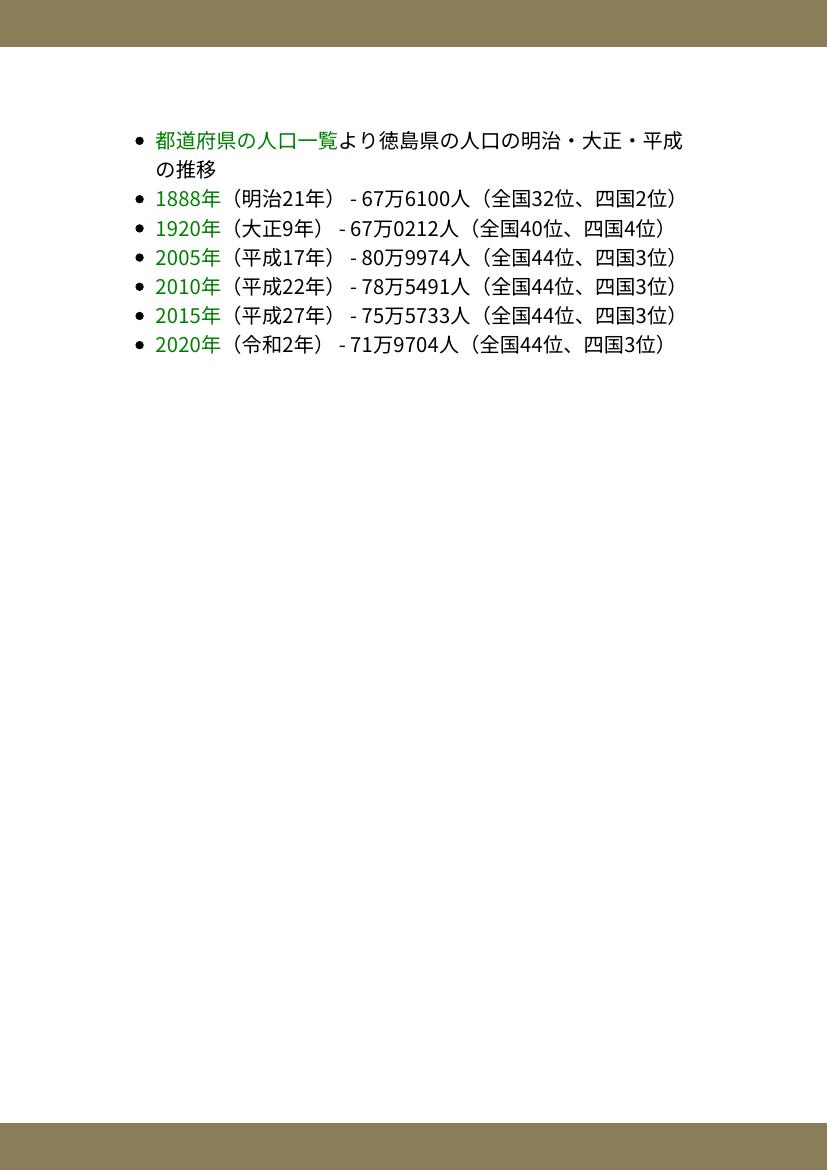 都道府県の人口一覧より徳島県の人口の明治・大正・平成
の推移
1888年（明治21年） - 67万6100人（全国32位、四国2位）
1920年（大正9年） - 67万0212人（全国40位、四国4位）
2005年（平成17年） - 80万9974人（全国44位、四国3位）
2010年（平成22年） - 78万5491人（全国44位、四国3位）
2015年（平成27年） - 75万5733人（全国44位、四国3位）
2020年（令和2年） - 71万9704人（全国44位、四国3位）